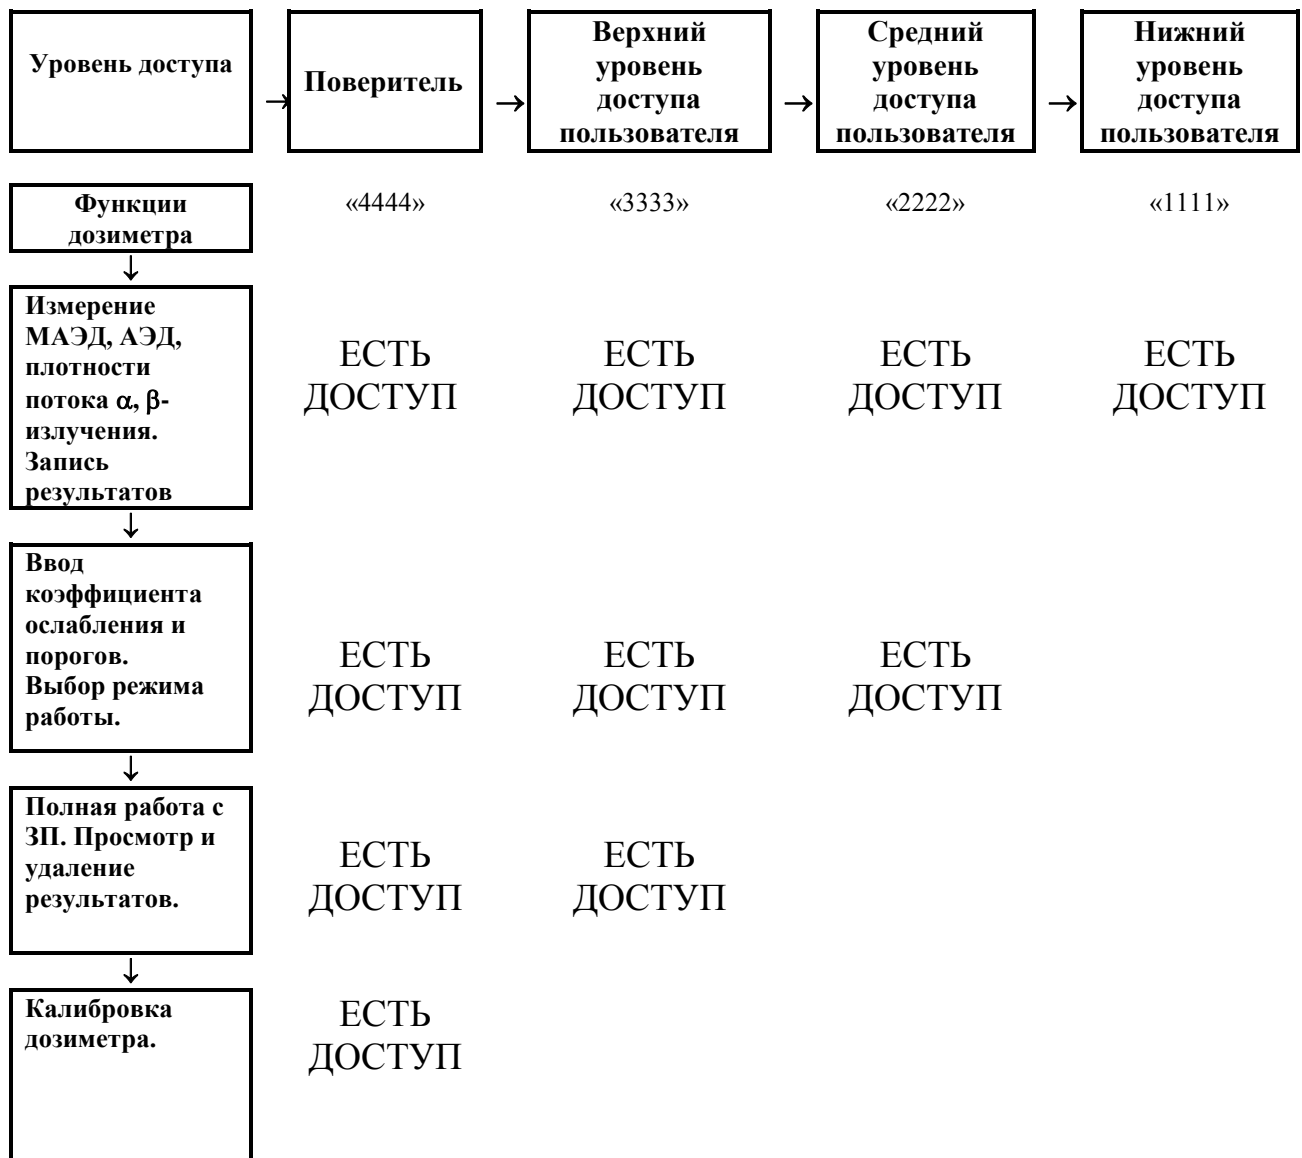 Уровень доступа
→
Поверитель
→
Верхний
уровень
доступа
пользователя
→
Средний
уровень
доступа
пользователя
→
Нижний
уровень
доступа
пользователя
Функции
дозиметра
«4444»
«3333»
«2222»
«1111»
↓
Измерение
МАЭД, АЭД,
плотности
потока α, β-
излучения.
Запись
результатов
ЕСТЬ
ДОСТУП
ЕСТЬ
ДОСТУП
ЕСТЬ
ДОСТУП
ЕСТЬ
ДОСТУП
↓
Ввод
коэффициента
ослабления и
порогов.
Выбор режима
работы.
ЕСТЬ
ДОСТУП
ЕСТЬ
ДОСТУП
ЕСТЬ
ДОСТУП
↓
Полная работа с
ЗП. Просмотр и
удаление
результатов.
ЕСТЬ
ДОСТУП
ЕСТЬ
ДОСТУП
↓
Калибровка
дозиметра.
ЕСТЬ
ДОСТУП